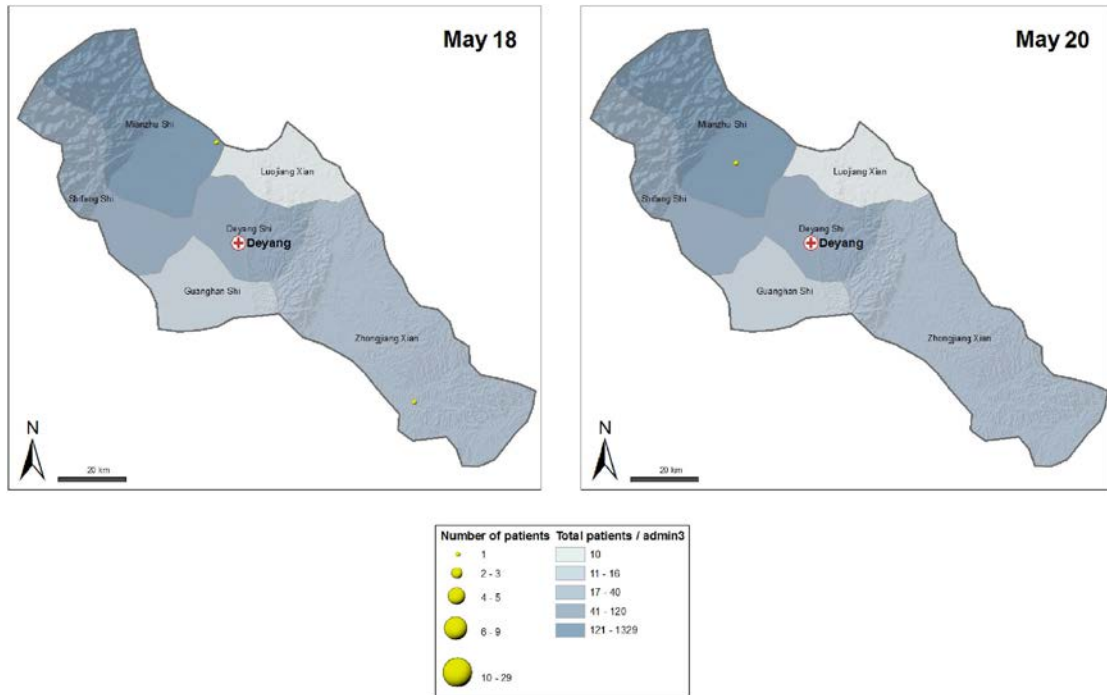 May 18
Mianzhu Shi
Luojiang Xian
Shifang Shi
Deyang Shi
Deyang
Guanghan Shi
Zhongjiang Xian
N
20 km
May 20
Mianzhu Shi
Luojiang Xian
Shifang Shi
Deyang Shi
Deyang
Guanghan Shi
Zhongjiang Xian
N
20 km
Number of patients
1
2 - 3
4 - 5
6 - 9
10 - 29
Total patients / admin3
10
11 - 16
17 - 40
41 - 120
121 - 1329